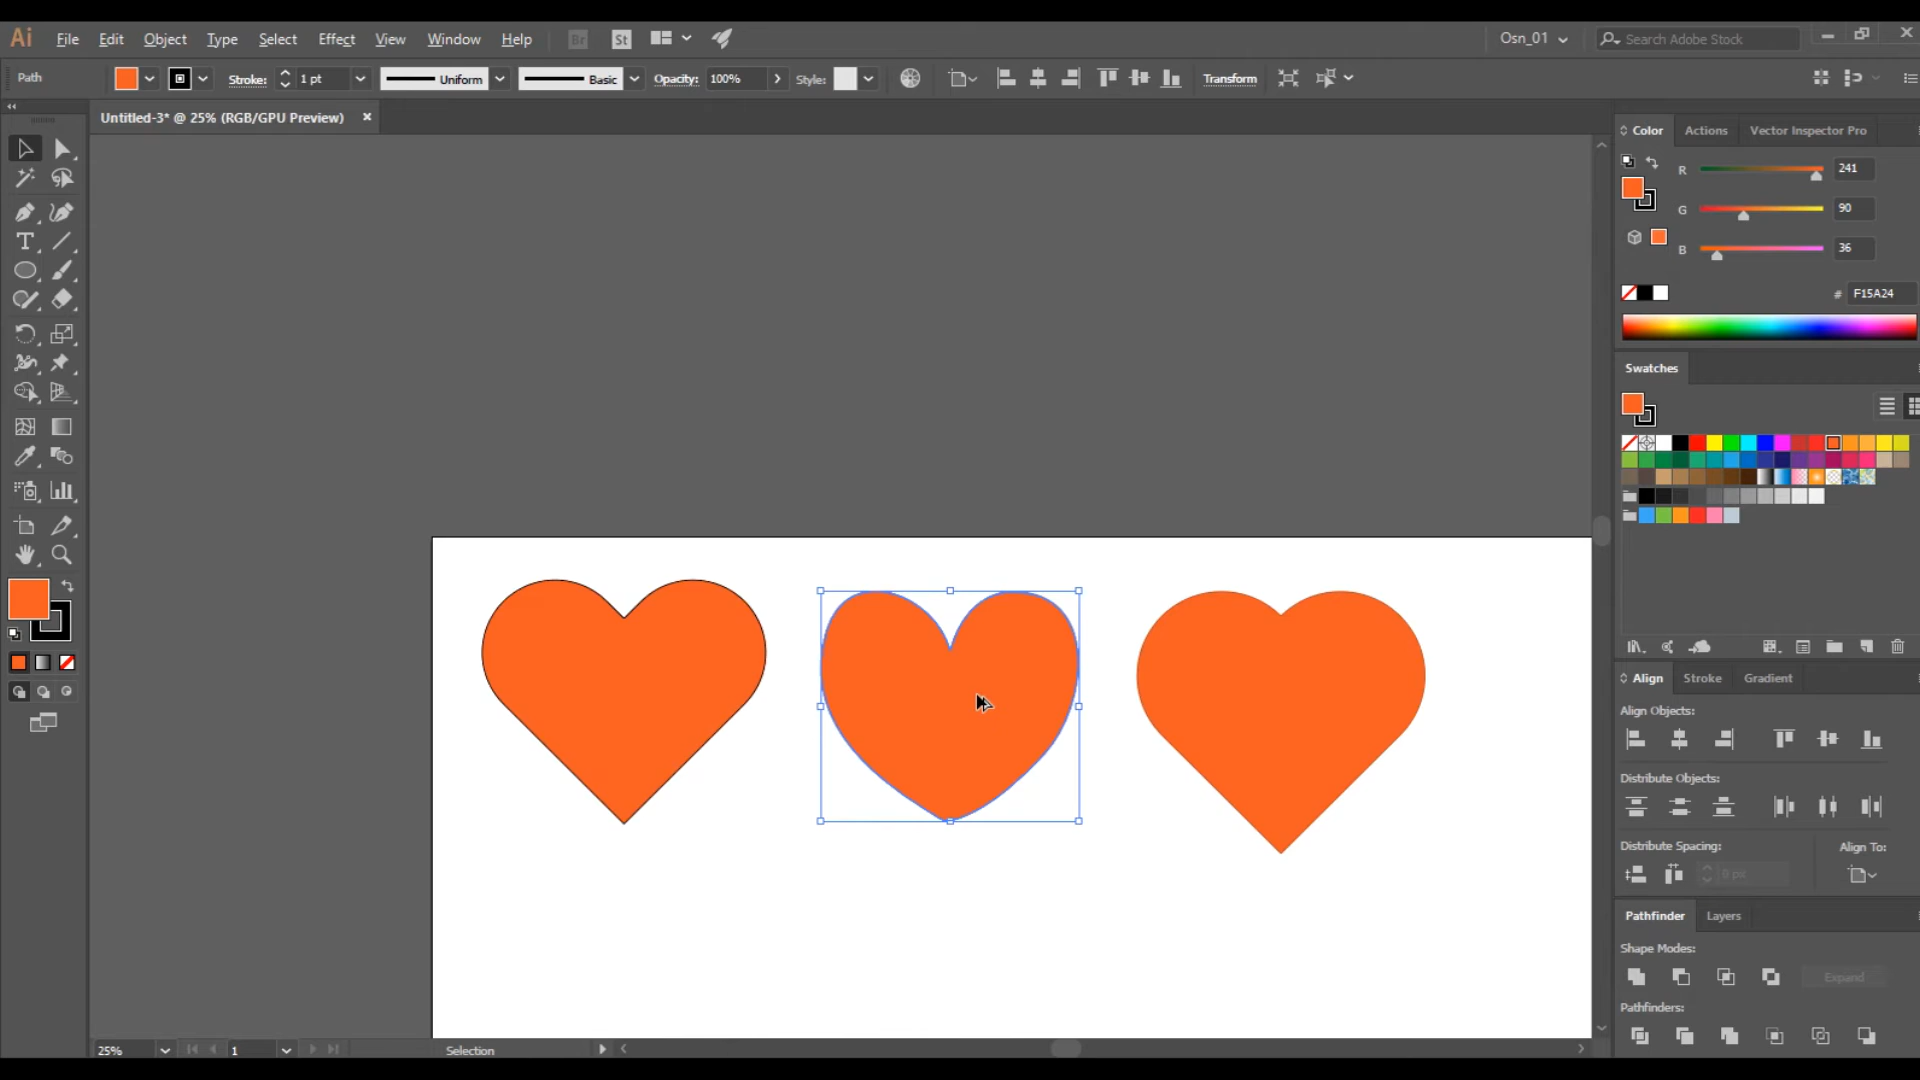 Ai File Edit Object Type Select Effect View Window Help Br St Osn_01 Search Adobe Stock
Path Stroke: 1 pt Uniform Basic Opacity: 100% Style: Transform
Untitled-3* @ 25% (RGB/GPU Preview)
Color Actions Vector Inspector Pro
R 241
G 90
B 36
# F15A24
Swatches
Align Stroke Gradient
Align Objects:
Distribute Objects:
Distribute Spacing: Align To:
Pathfinder Layers
Shape Modes:
Expand
Pathfinders:
25% 1 Selection